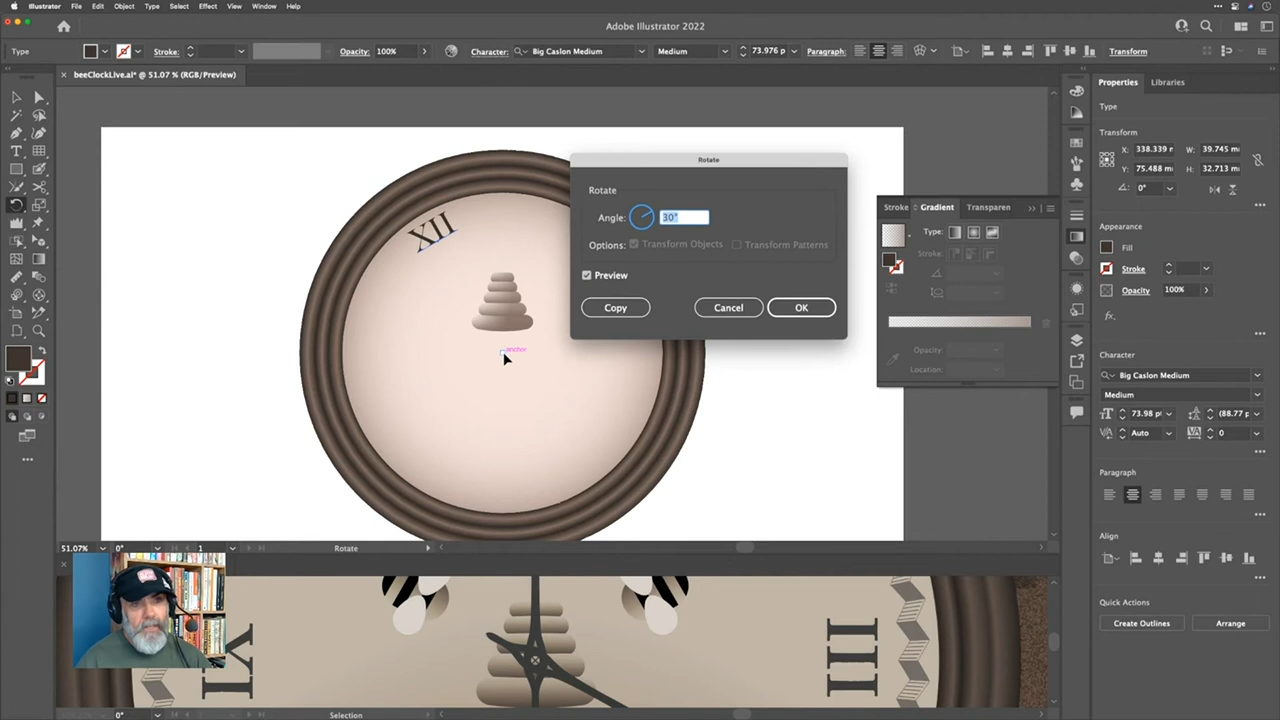 Illustrator File Edit Object Type Select Effect View Window Help
Adobe Illustrator 2022
Type Stroke: Opacity: 100% Character: Big Caslon Medium Medium 73.976 p Paragraph: Transform
beeClockLive.ai* @ 51.07 % (RGB/Preview)
Properties Libraries
Type
Transform
X: 338.339 W: 39.745 m
Y: 75.488 m H: 32.713 m
0°
Rotate
Rotate
Angle: 30°
Options: Transform Objects Transform Patterns
Preview
Copy Cancel OK
Stroke Gradient Transparen
Type:
Stroke:
Opacity:
Location:
Fill
Stroke
Opacity 100%
fx.
Character
Big Caslon Medium
Medium
73.98 pt (88.77 p
Auto 0
Paragraph
Align
Quick Actions
Create Outlines Arrange
XII
anchor
51.07% 0° 1 Rotate
III
0° Selection